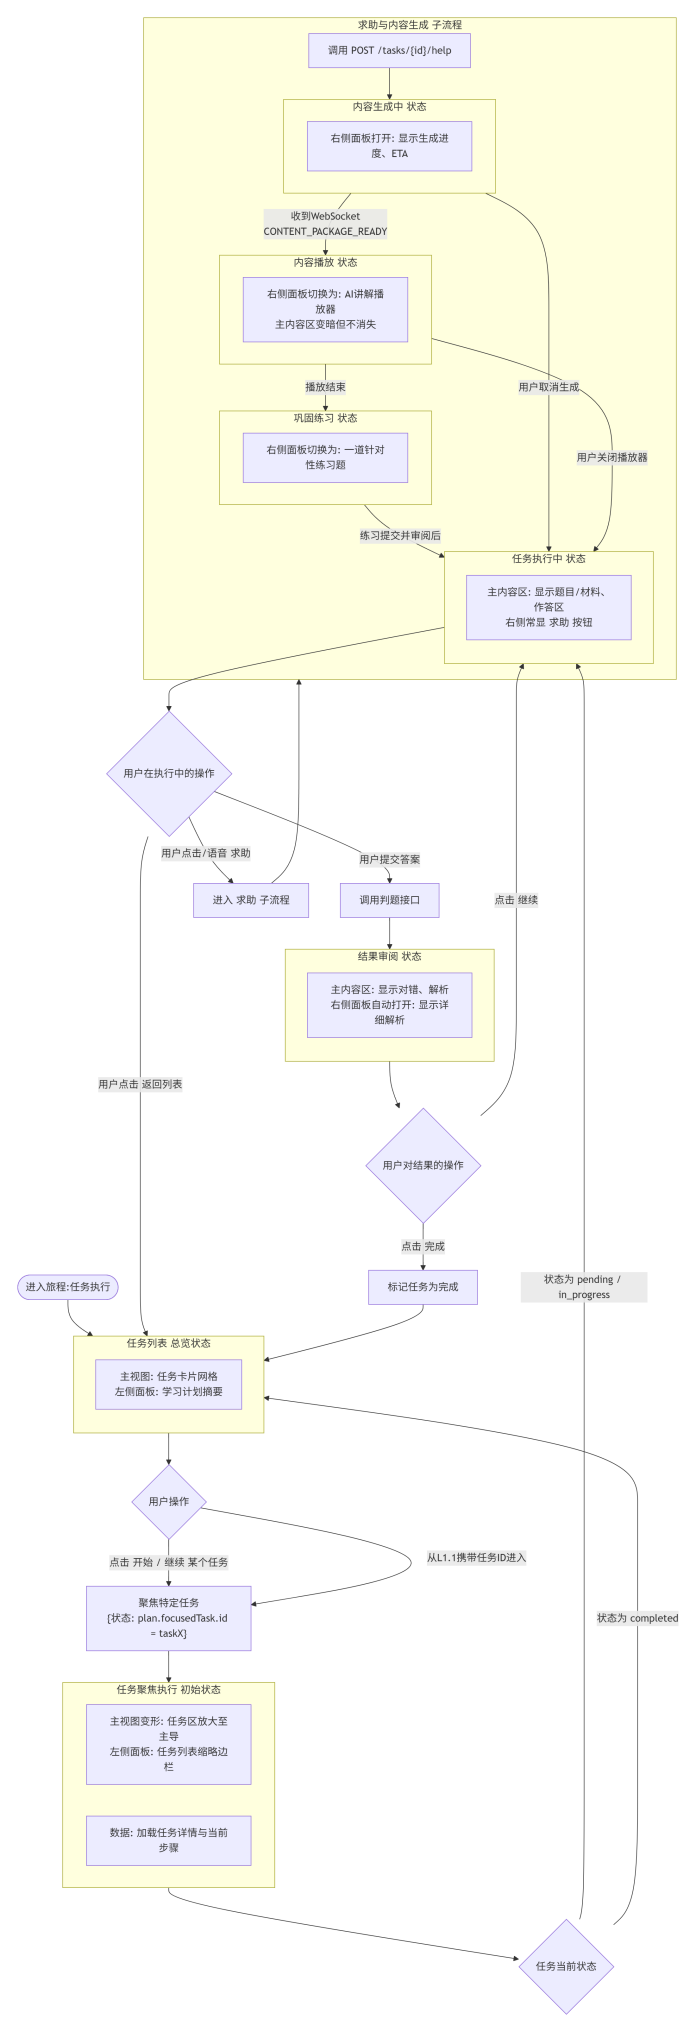 求助与内容生成 子流程
调用 POST /tasks/{id}/help
内容生成中 状态
右侧面板打开: 显示生成进
度、ETA
收到WebSocket
CONTENT_PACKAGE_READY
内容播放 状态
右侧面板切换为: AI讲解播
放器
主内容区变暗但不消失
播放结束
用户取消生成
巩固练习 状态
右侧面板切换为: 一道针对
性练习题
用户关闭播放器
练习提交并审阅后
任务执行中 状态
主内容区: 显示题目/材料、
作答区
右侧常显 求助 按钮
用户在执行中的操作
用户点击/语音 求助
用户提交答案
进入 求助 子流程
调用判题接口
点击 继续
结果审阅 状态
主内容区: 显示对错、解析
右侧面板自动打开: 显示详
细解析
用户点击 返回列表
用户对结果的操作
点击 完成
进入旅程:任务执行
标记任务为完成
状态为 pending /
in_progress
任务列表 总览状态
主视图: 任务卡片网格
左侧面板: 学习计划摘要
用户操作
点击 开始 / 继续 某个任务
从L1.1携带任务ID进入
聚焦特定任务
[状态: plan.focusedTask.id
= taskX]
状态为 completed
任务聚焦执行 初始状态
主视图变形: 任务区放大至
主导
左侧面板: 任务列表缩略边
栏
数据: 加载任务详情与当前
步骤
任务当前状态